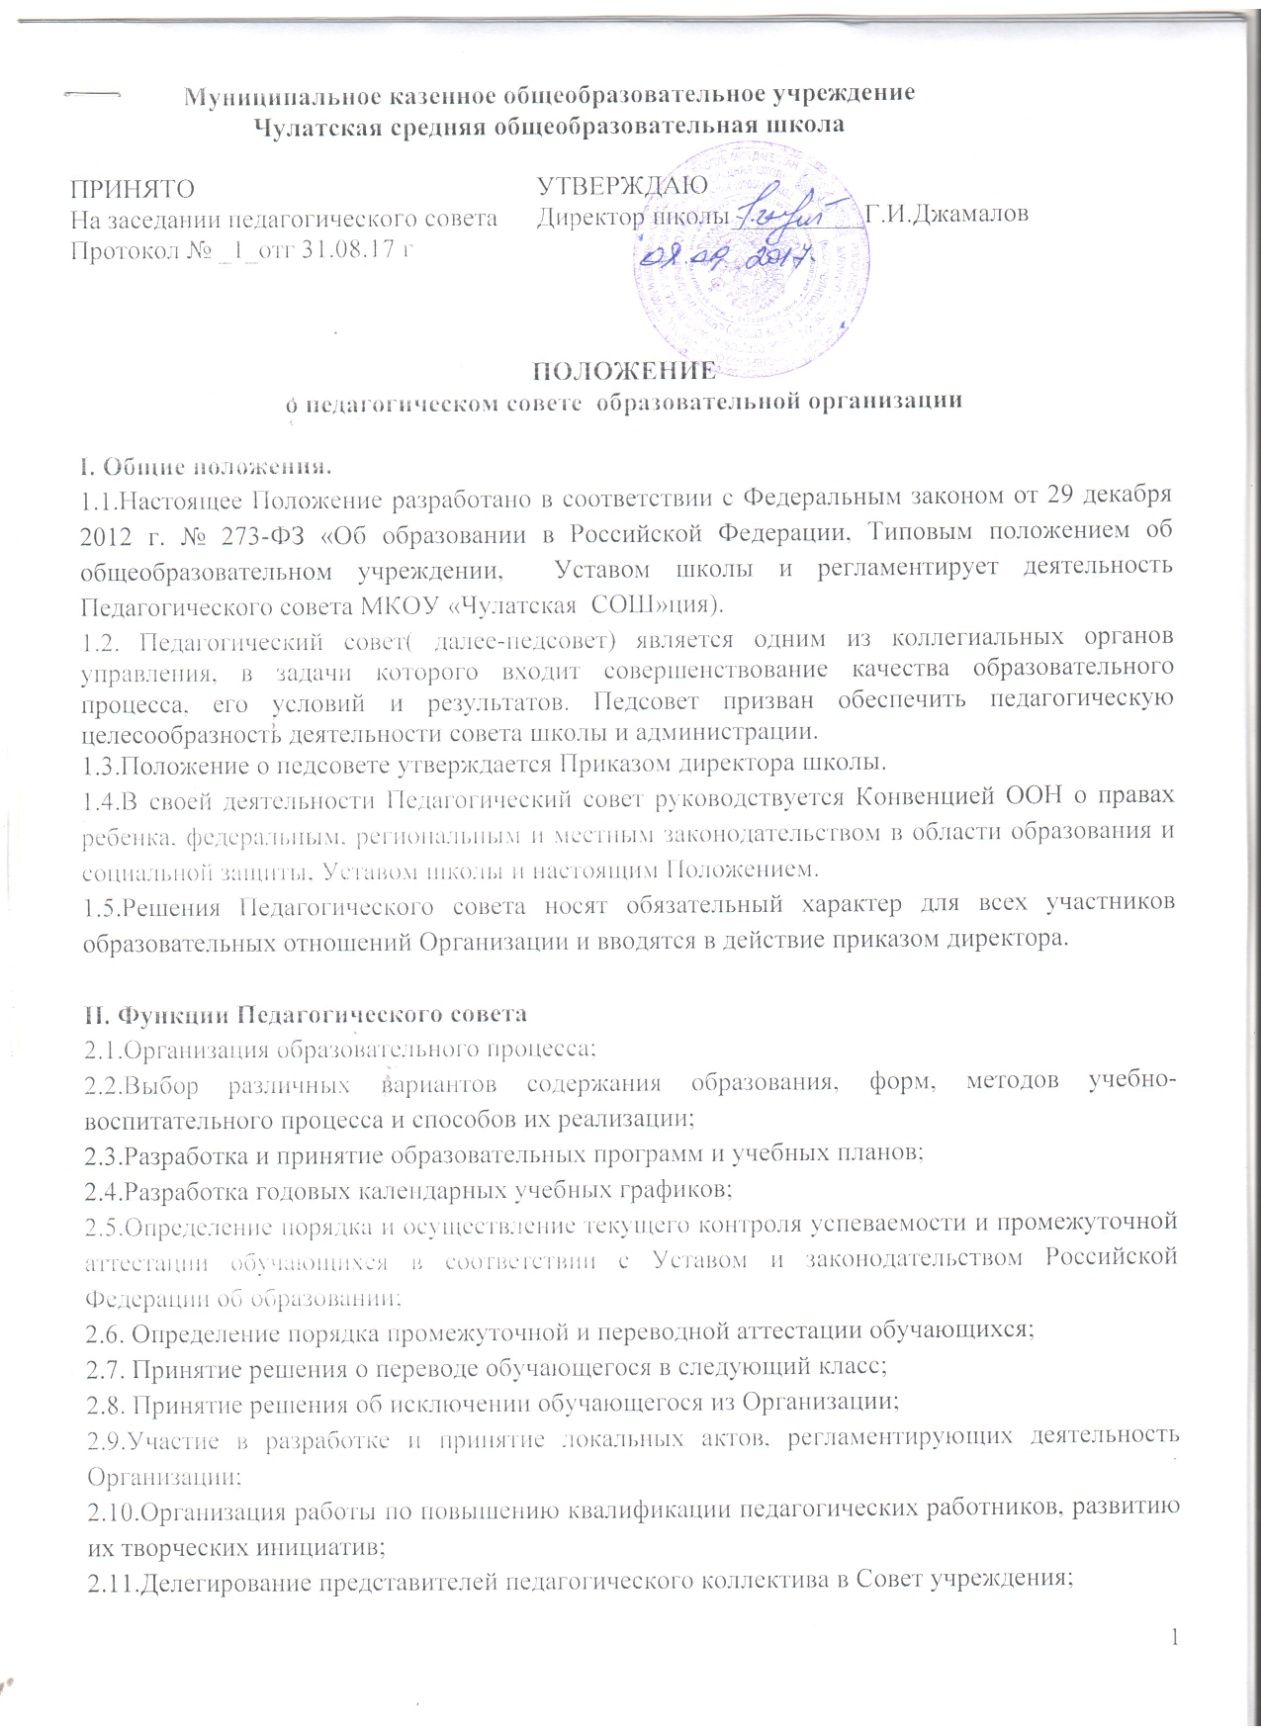 Муниципальное казенное общеобразовательное учреждение
Чулатская средняя общеобразовательная школа
ПРИНЯТО
На заседании педагогического совета
Протокол № _1_отг 31.08.17 г
УТВЕРЖДАЮ
Директор школы __________Г.И.Джамалов
08.09 2017.
ПОЛОЖЕНИЕ
о педагогическом совете образовательной организации
I. Общие положения.
1.1.Настоящее Положение разработано в соответствии с Федеральным законом от 29 декабря
2012 г. № 273-ФЗ «Об образовании в Российской Федерации, Типовым положением об
общеобразовательном учреждении, Уставом школы и регламентирует деятельность
Педагогического совета МКОУ «Чулатская СОШ»ция).
1.2. Педагогический совет( далее-педсовет) является одним из коллегиальных органов
управления, в задачи которого входит совершенствование качества образовательного
процесса, его условий и результатов. Педсовет призван обеспечить педагогическую
целесообразность деятельности совета школы и администрации.
1.3.Положение о педсовете утверждается Приказом директора школы.
1.4.В своей деятельности Педагогический совет руководствуется Конвенцией ООН о правах
ребенка, федеральным, региональным и местным законодательством в области образования и
социальной защиты, Уставом школы и настоящим Положением.
1.5.Решения Педагогического совета носят обязательный характер для всех участников
образовательных отношений Организации и вводятся в действие приказом директора.
II. Функции Педагогического совета
2.1.Организация образовательного процесса;
2.2.Выбор различных вариантов содержания образования, форм, методов учебно-
воспитательного процесса и способов их реализации;
2.3.Разработка и принятие образовательных программ и учебных планов;
2.4.Разработка годовых календарных учебных графиков;
2.5.Определение порядка и осуществление текущего контроля успеваемости и промежуточной
аттестации обучающихся в соответствии с Уставом и законодательством Российской
Федерации об образовании;
2.6. Определение порядка промежуточной и переводной аттестации обучающихся;
2.7. Принятие решения о переводе обучающегося в следующий класс;
2.8. Принятие решения об исключении обучающегося из Организации;
2.9.Участие в разработке и принятие локальных актов, регламентирующих деятельность
Организации;
2.10.Организация работы по повышению квалификации педагогических работников, развитию
их творческих инициатив;
2.11.Делегирование представителей педагогического коллектива в Совет учреждения;
1